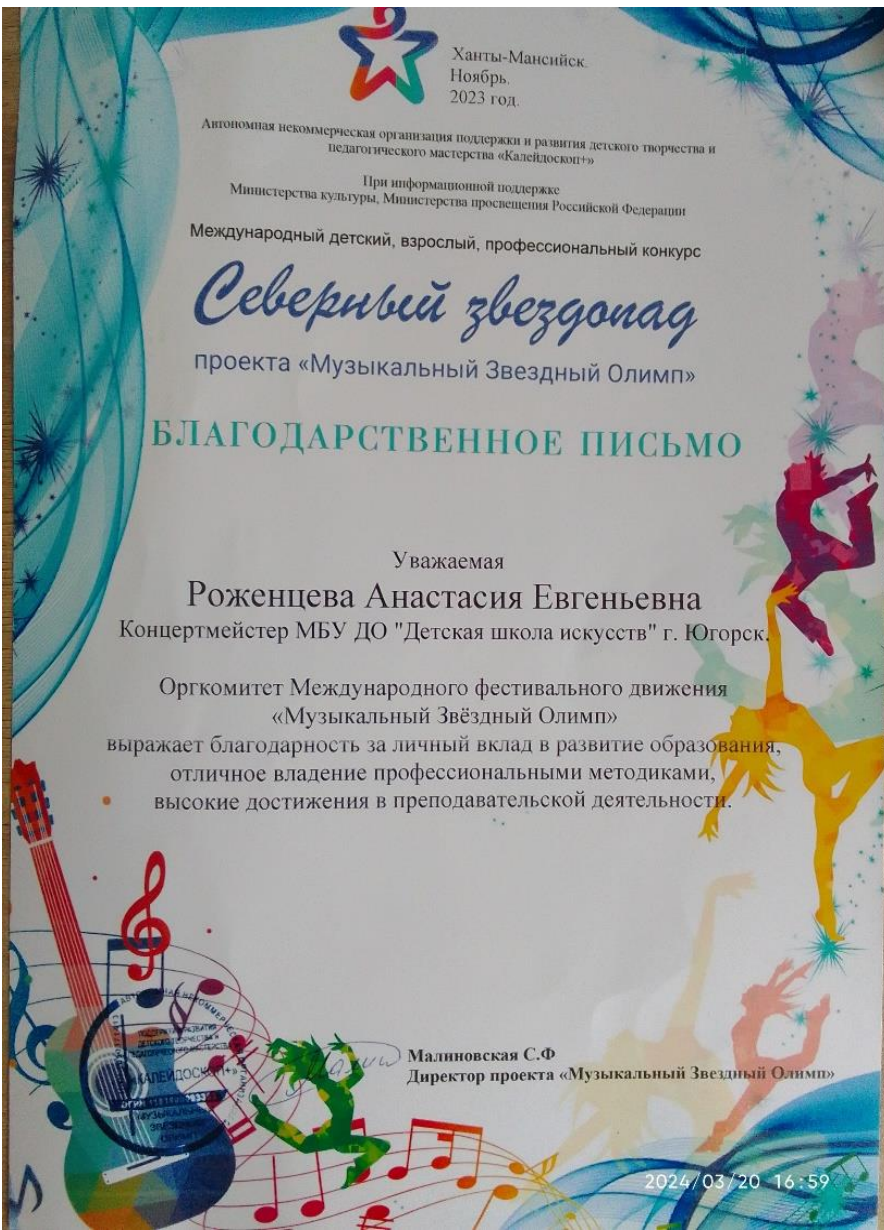 Ханты-Мансийск.
Ноябрь.
2023 год.
Автономная некоммерческая организация поддержки и развития детского творчества и
педагогического мастерства «Калейдоскоп+»
При информационной поддержке
Министерства культуры, Министерства просвещения Российской Федерации
Международный детский, взрослый, профессиональный конкурс
Северный звездопад
проекта «Музыкальный Звездный Олимп»
БЛАГОДАРСТВЕННОЕ ПИСЬМО
Уважаемая
Роженцева Анастасия Евгеньевна
Концертмейстер МБУ ДО "Детская школа искусств" г. Югорск.
Оргкомитет Международного фестивального движения
«Музыкальный Звёздный Олимп»
выражает благодарность за личный вклад в развитие образования,
отличное владение профессиональными методиками,
высокие достижения в преподавательской деятельности.
Малиновская С.Ф
Директор проекта «Музыкальный Звездный Олимп»
«КАЛЕЙДОСКОП+»
МУЗЫКАЛЬНЫЙ
ЗВЕЗДНЫЙ
ОЛИМП
2024/03/20 16:59